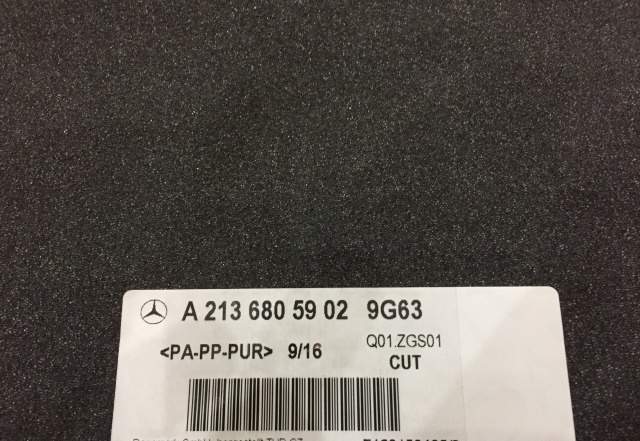 A 213 680 59 02 9G63
<PA-PP-PUR> 9/16 Q01.ZGS01
CUT